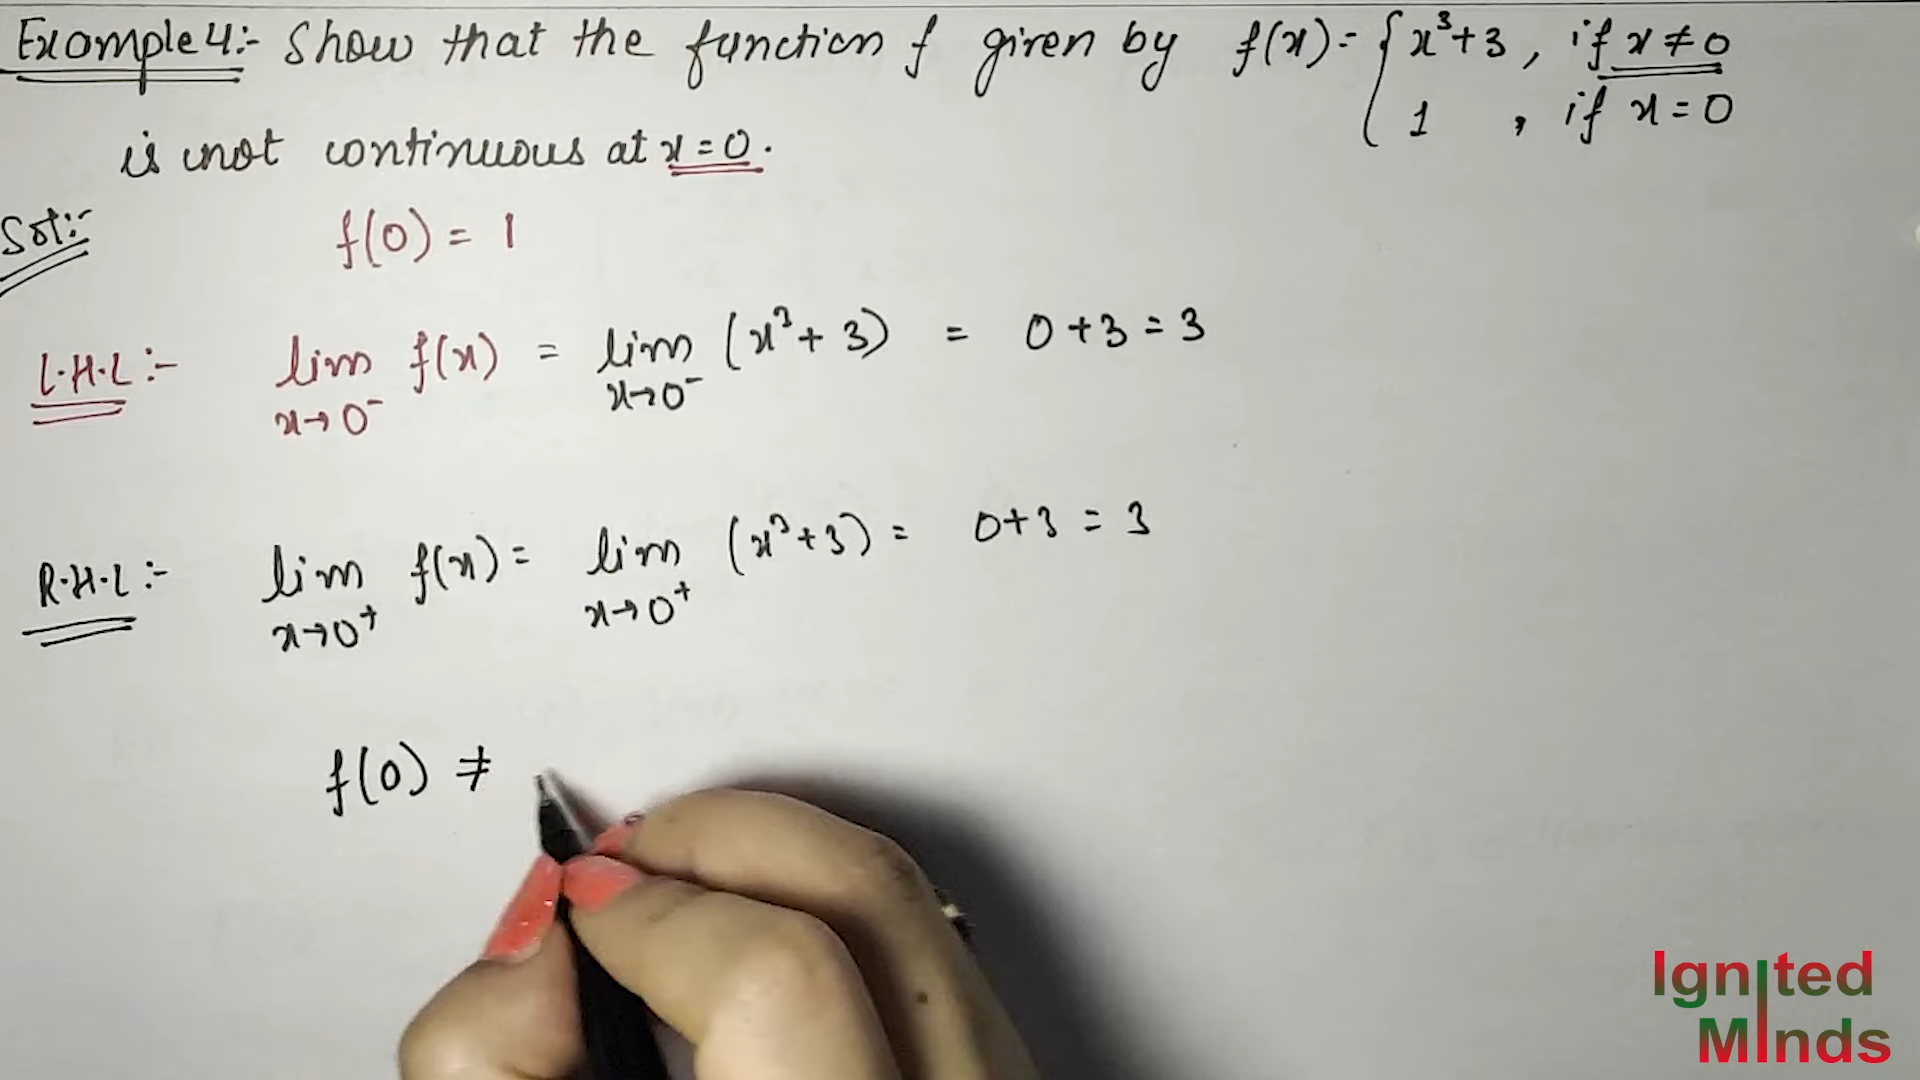 Example 4:- Show that the function f given by f(x) = { x³+3, if x ≠ 0
1 , if x = 0
is not continuous at x = 0.
Sol:-
f(0) = 1
L.H.L :- lim x→0⁻ f(x) = lim x→0⁻ (x³ + 3) = 0 + 3 = 3
R.H.L :- lim x→0⁺ f(x) = lim x→0⁺ (x³+3) = 0+3 = 3
f(0) ≠
Ignited
Minds